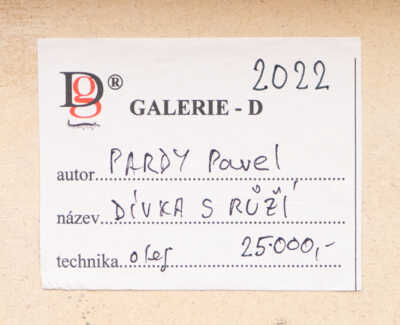 Dg® 2022
GALERIE - D
autor PARDY Pavel
název DÍVKA S RŮŽÍ
technika olej 25.000,-